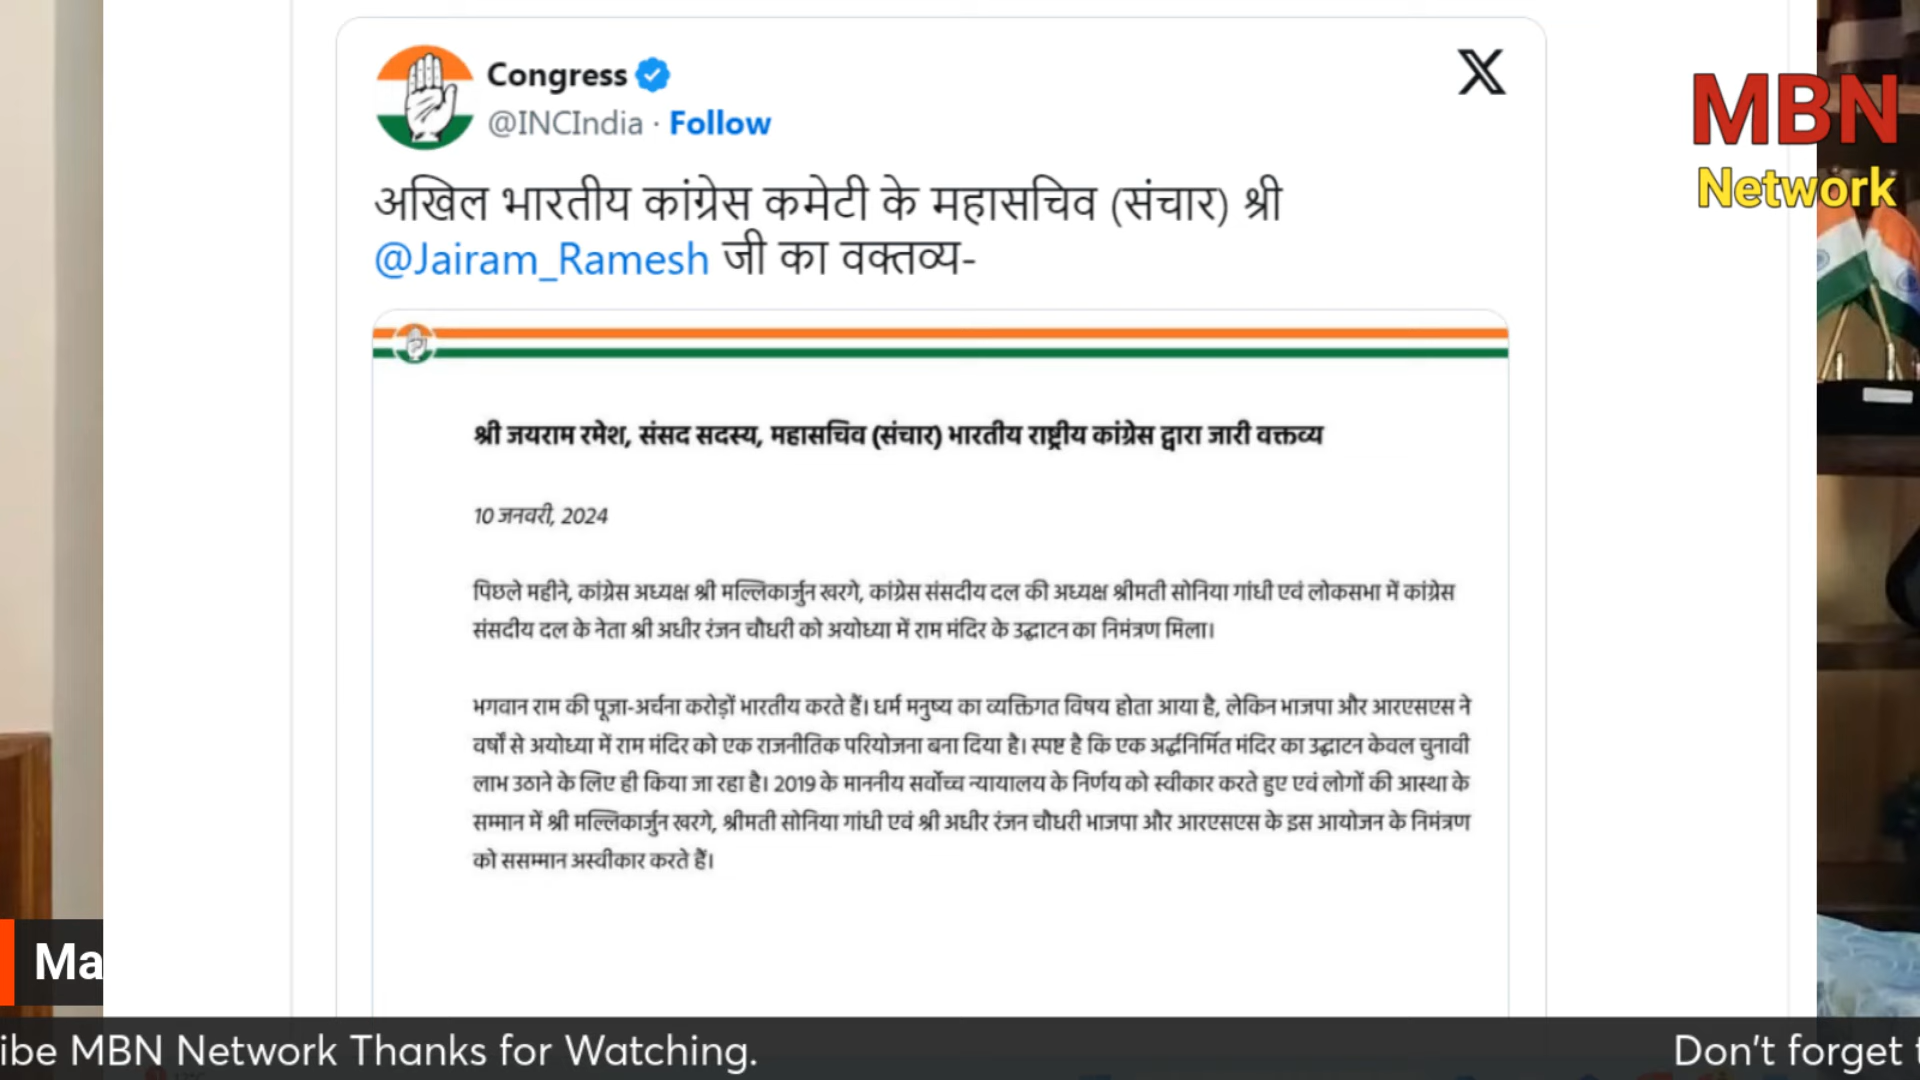 Congress
@INCIndia · Follow
X
MBN
Network
अखिल भारतीय कांग्रेस कमेटी के महासचिव (संचार) श्री
@Jairam_Ramesh जी का वक्तव्य-
श्री जयराम रमेश, संसद सदस्य, महासचिव (संचार) भारतीय राष्ट्रीय कांग्रेस द्वारा जारी वक्तव्य
10 जनवरी, 2024
पिछले महीने, कांग्रेस अध्यक्ष श्री मल्लिकार्जुन खरगे, कांग्रेस संसदीय दल की अध्यक्ष श्रीमती सोनिया गांधी एवं लोकसभा में कांग्रेस
संसदीय दल के नेता श्री अधीर रंजन चौधरी को अयोध्या में राम मंदिर के उद्घाटन का निमंत्रण मिला।
भगवान राम की पूजा-अर्चना करोड़ों भारतीय करते हैं। धर्म मनुष्य का व्यक्तिगत विषय होता आया है, लेकिन भाजपा और आरएसएस ने
वर्षों से अयोध्या में राम मंदिर को एक राजनीतिक परियोजना बना दिया है। स्पष्ट है कि एक अर्द्धनिर्मित मंदिर का उद्घाटन केवल चुनावी
लाभ उठाने के लिए ही किया जा रहा है। 2019 के माननीय सर्वोच्च न्यायालय के निर्णय को स्वीकार करते हुए एवं लोगों की आस्था के
सम्मान में श्री मल्लिकार्जुन खरगे, श्रीमती सोनिया गांधी एवं श्री अधीर रंजन चौधरी भाजपा और आरएसएस के इस आयोजन के निमंत्रण
को ससम्मान अस्वीकार करते हैं।
Ma
ibe MBN Network Thanks for Watching.
Don't forget t